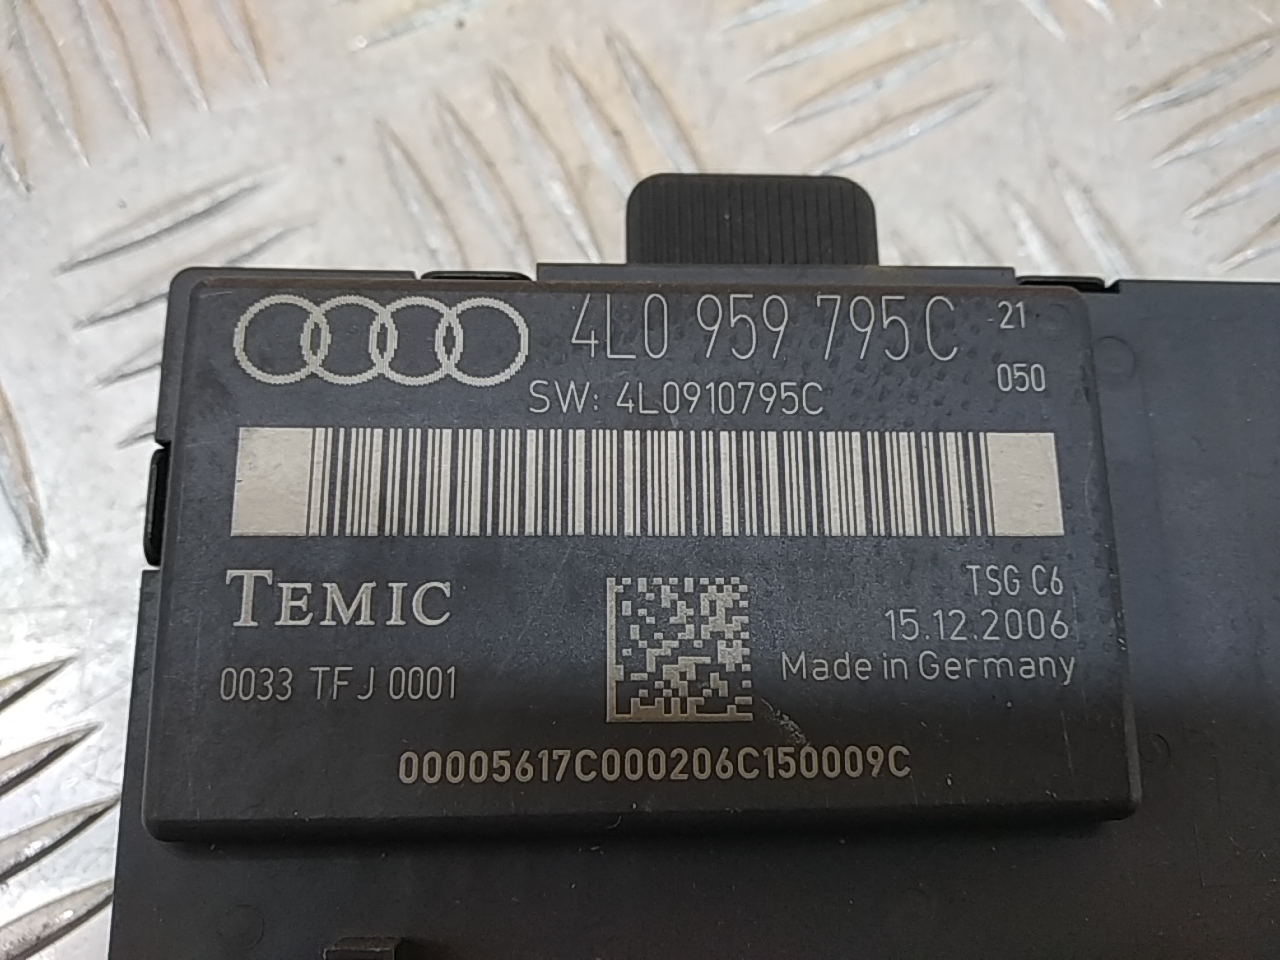 4L0 959 795 C 21
SW: 4L0910795C 050
TEMIC
TSG C6
15.12.2006
Made in Germany
0033 TFJ 0001
00005617C000206C150009C